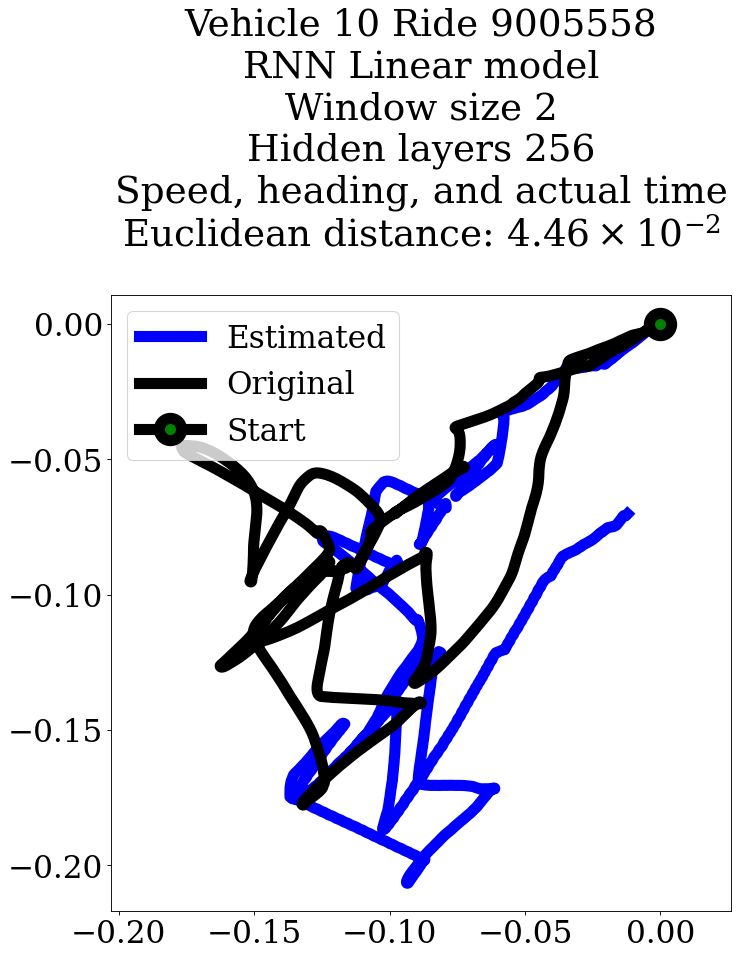 Vehicle 10 Ride 9005558
RNN Linear model
Window size 2
Hidden layers 256
Speed, heading, and actual time
Euclidean distance: 4.46 × 10⁻²
Estimated
Original
Start
0.00
−0.05
−0.10
−0.15
−0.20
−0.20 −0.15 −0.10 −0.05 0.00